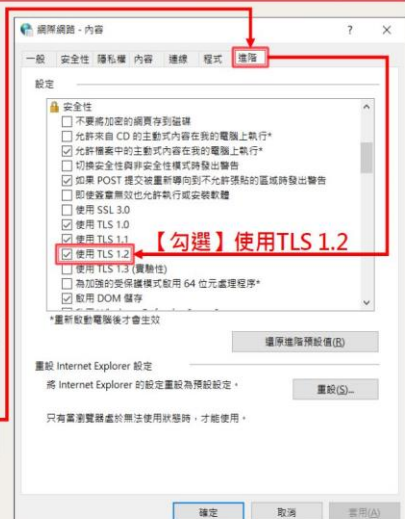 網際網路 - 內容
一般 安全性 隱私權 內容 連線 程式 進階
設定
安全性
不要將加密的網頁存到磁碟
允許來自 CD 的主動式內容在我的電腦上執行*
允許檔案中的主動式內容在我的電腦上執行*
切換安全性與非安全性模式時發出警告
如果 POST 提交被重新導向到不允許張貼的區域時發出警告
即使簽章無效也允許執行或安裝軟體
使用 SSL 3.0
使用 TLS 1.0
使用 TLS 1.1
使用 TLS 1.2
【勾選】使用TLS 1.2
使用 TLS 1.3 (實驗性)
為加強的受保護模式啟用 64 位元處理程序*
啟用 DOM 儲存
*重新啟動電腦後才會生效
還原進階預設值(R)
重設 Internet Explorer 設定
將 Internet Explorer 的設定重設為預設設定。
重設(S)...
只有當瀏覽器處於無法使用狀態時，才能使用。
確定 取消 套用(A)